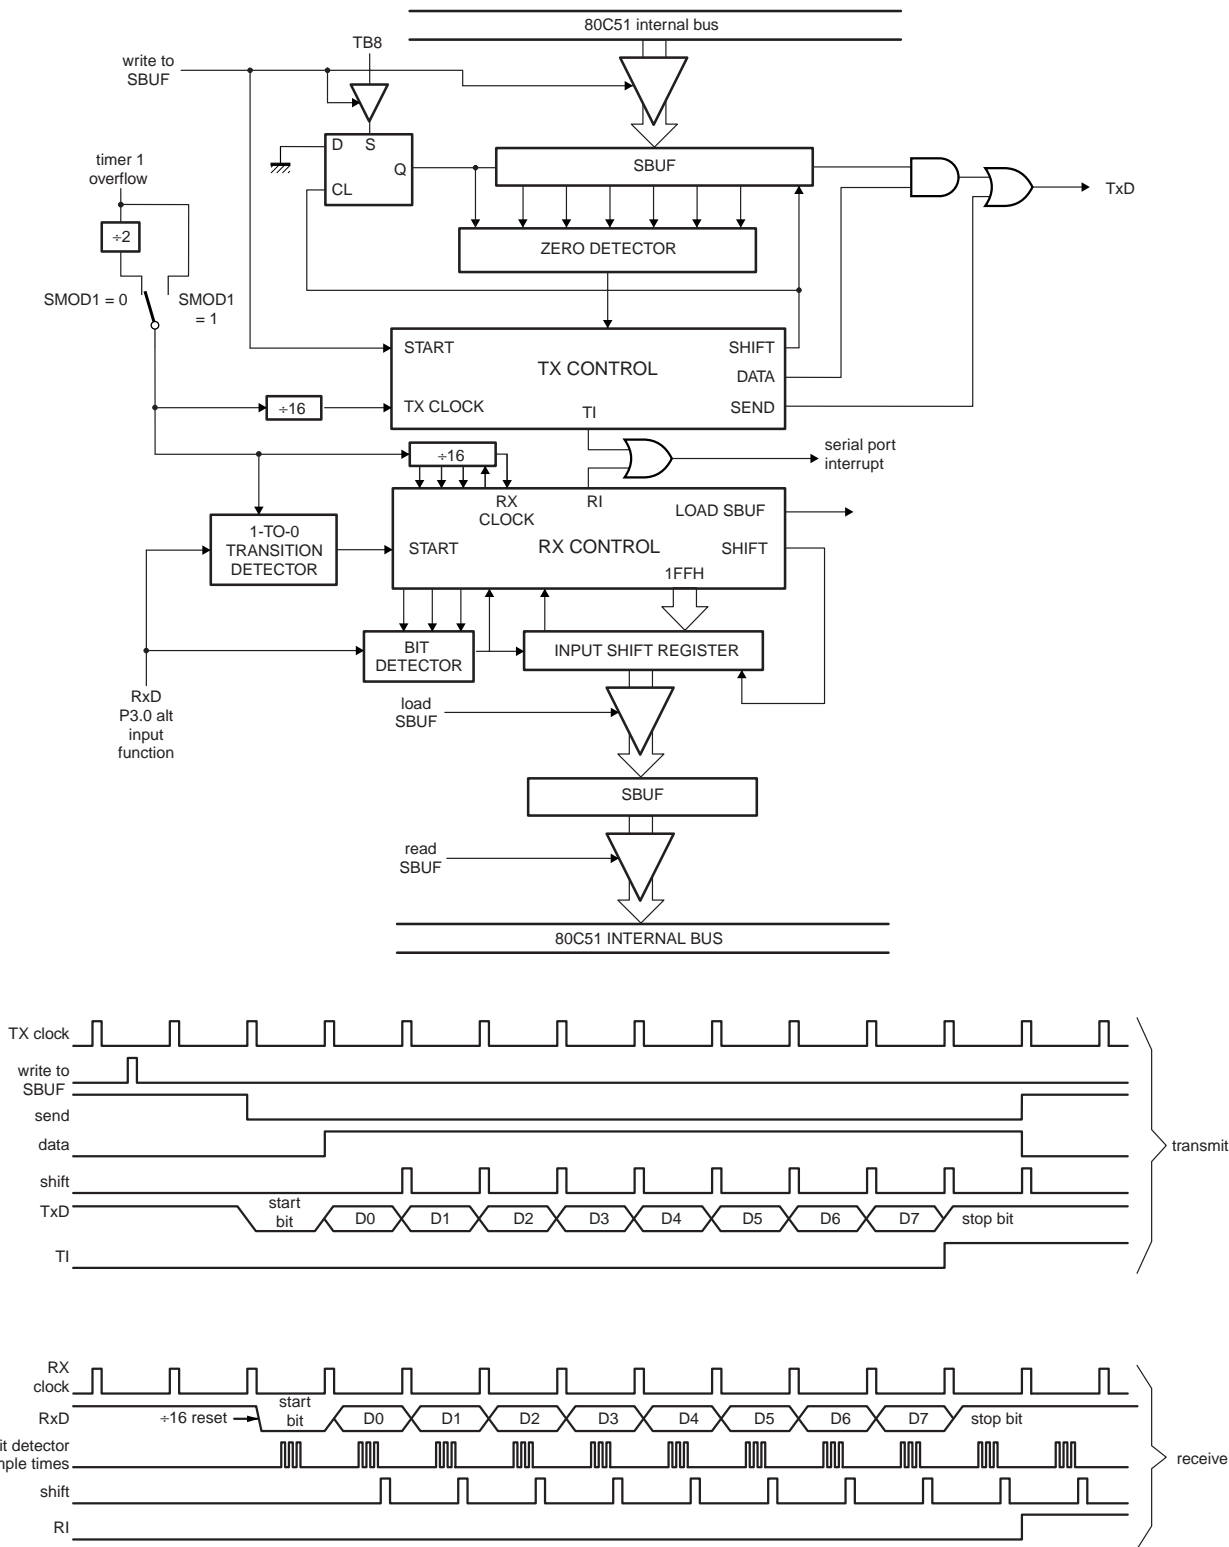 80C51 internal bus
TB8
write to
SBUF
D
S
Q
CL
SBUF
TxD
timer 1
overflow
÷2
ZERO DETECTOR
SMOD1 = 0
SMOD1
= 1
START
TX CONTROL
SHIFT
DATA
TX CLOCK
TI
SEND
÷16
serial port
interrupt
÷16
RX
CLOCK
RI
LOAD SBUF
1-TO-0
TRANSITION
DETECTOR
START
RX CONTROL
SHIFT
1FFH
BIT
DETECTOR
INPUT SHIFT REGISTER
RxD
P3.0 alt
input
function
load
SBUF
SBUF
read
SBUF
80C51 INTERNAL BUS
TX clock
write to
SBUF
send
data
transmit
shift
TxD
start
bit
D0
D1
D2
D3
D4
D5
D6
D7
stop bit
TI
RX
clock
RxD
÷16 reset
start
bit
D0
D1
D2
D3
D4
D5
D6
D7
stop bit
it detector
nple times
receive
shift
RI